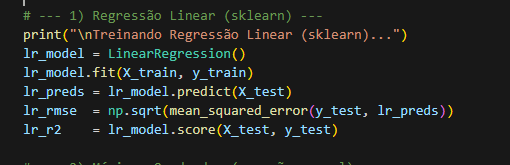 # --- 1) Regressão Linear (sklearn) ---
print("\nTreinando Regressão Linear (sklearn)...")
lr_model = LinearRegression()
lr_model.fit(X_train, y_train)
lr_preds = lr_model.predict(X_test)
lr_rmse  = np.sqrt(mean_squared_error(y_test, lr_preds))
lr_r2    = lr_model.score(X_test, y_test)